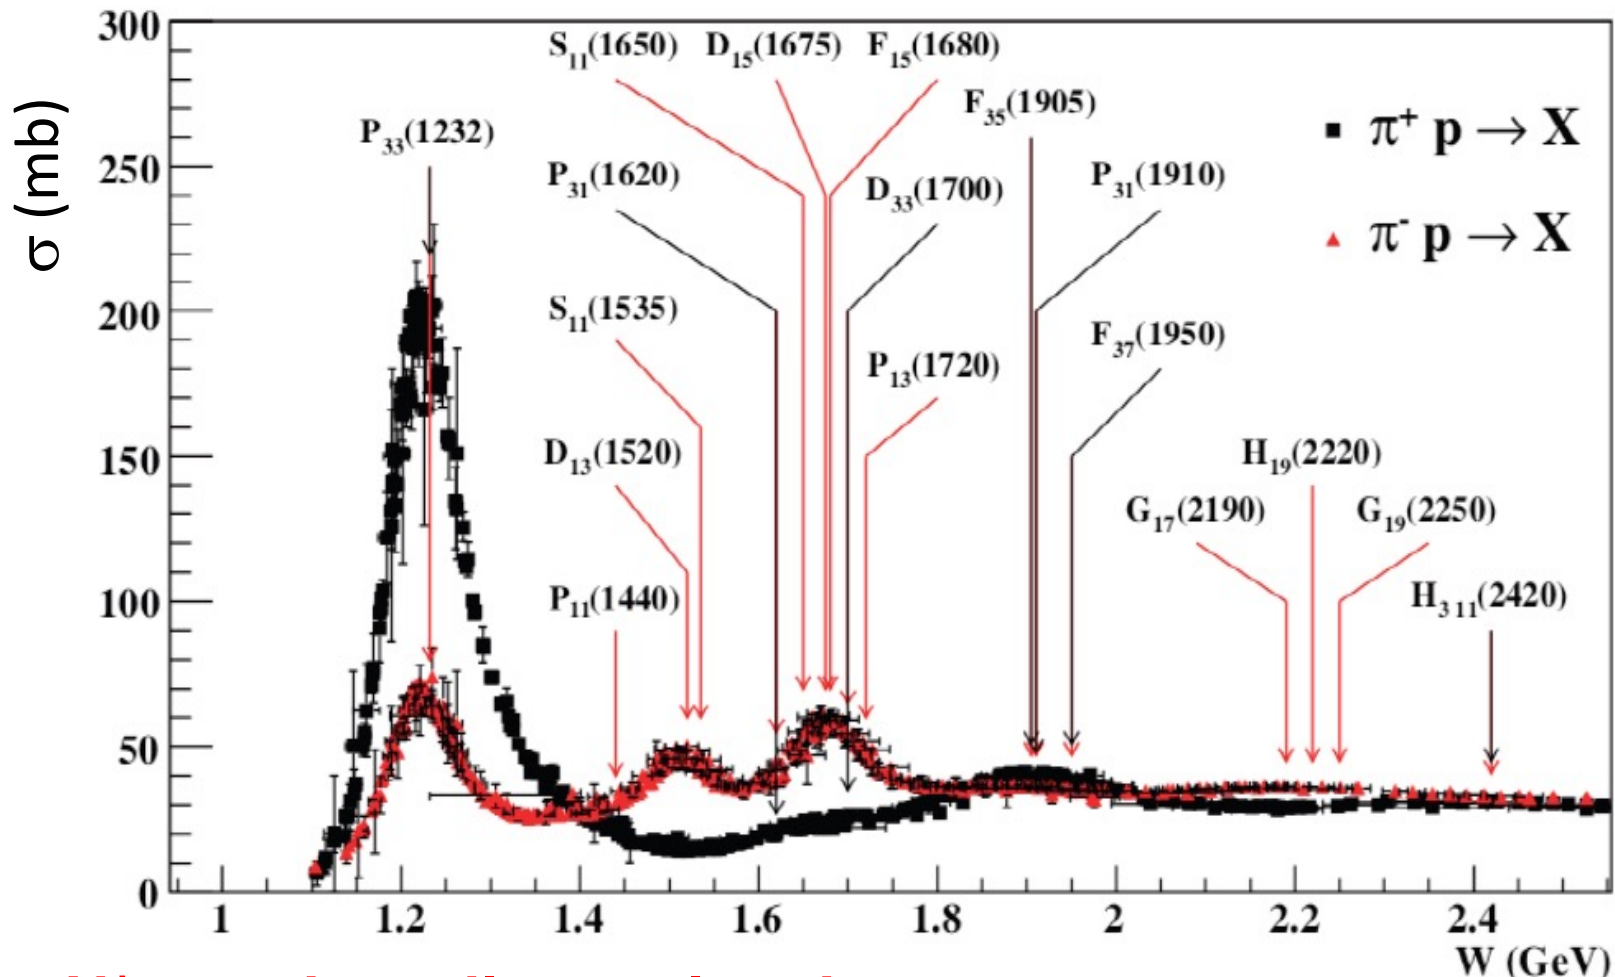 300
250
200
150
100
50
0
σ (mb)
S₁₁(1650) D₁₅(1675) F₁₅(1680)
F₃₅(1905)
P₃₃(1232)
P₃₁(1620)
D₃₃(1700)
P₃₁(1910)
S₁₁(1535)
P₁₃(1720)
F₃₇(1950)
D₁₃(1520)
H₁₉(2220)
G₁₇(2190)
G₁₉(2250)
P₁₁(1440)
H₃ ₁₁(2420)
π⁺ p → X
π⁻ p → X
1 1.2 1.4 1.6 1.8 2 2.2 2.4
W (GeV)